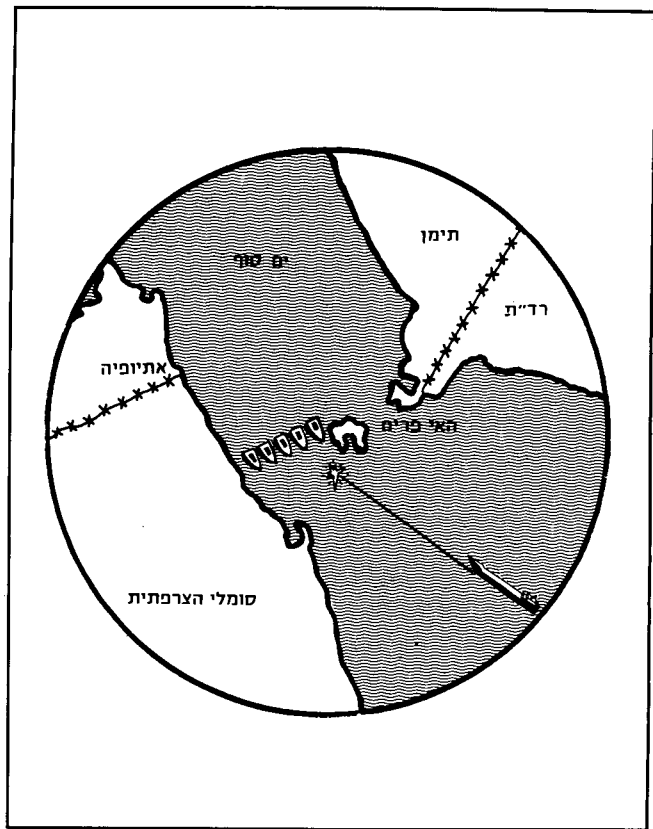 תימן
ים סוף
רד״ת
אתיופיה
האי פרים
סומלי הצרפתית